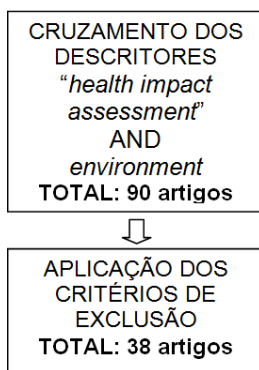 CRUZAMENTO DOS
DESCRITORES
“health impact
assessment”
AND
environment
TOTAL: 90 artigos
APLICAÇÃO DOS
CRITÉRIOS DE
EXCLUSÃO
TOTAL: 38 artigos